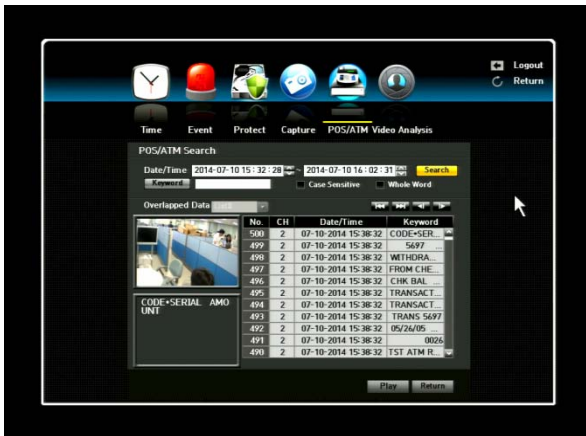 Logout
Return
Time Event Protect Capture POS/ATM Video Analysis
POS/ATM Search
Date/Time 2014-07-10 15:32:28 ~ 2014-07-10 16:02:31 Search
Keyword Case Sensitive Whole Word
Overlapped Data
No. CH Date/Time Keyword
500 2 07-10-2014 15:38:32 CODE•SER...
499 2 07-10-2014 15:38:32 5697 ...
498 2 07-10-2014 15:38:32 WITHDRA...
497 2 07-10-2014 15:38:32 FROM CHE...
496 2 07-10-2014 15:38:32 CHK BAL ...
495 2 07-10-2014 15:38:32 TRANSACT...
494 2 07-10-2014 15:38:32 TRANSACT...
493 2 07-10-2014 15:38:32 TRANS 5697
492 2 07-10-2014 15:38:32 05/26/05 ...
491 2 07-10-2014 15:38:32 0026
490 2 07-10-2014 15:38:32 TST ATM R...
CODE•SERIAL AMO
UNT
Play Return